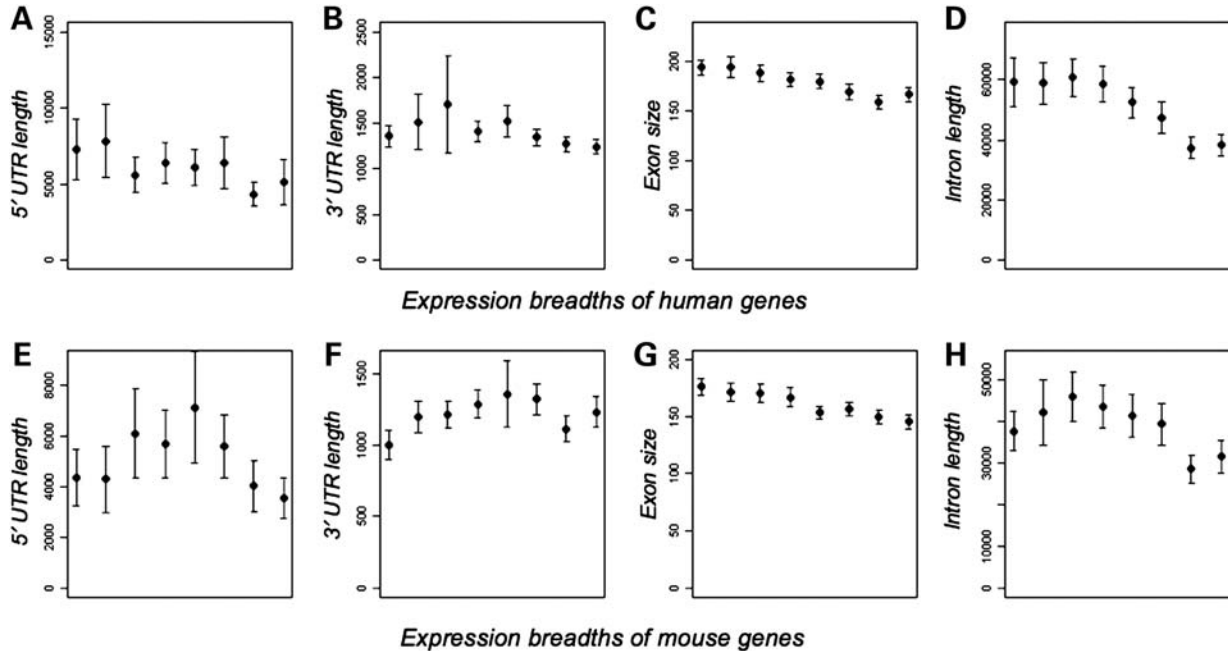 A
5′ UTR length
0
5000
10000
15000
B
3′ UTR length
0
500
1000
1500
2000
2500
C
Exon size
0
50
100
150
200
D
Intron length
0
20000
40000
60000
Expression breadths of human genes
E
5′ UTR length
0
2000
4000
6000
8000
F
3′ UTR length
0
500
1000
1500
G
Exon size
0
50
100
150
200
H
Intron length
0
10000
30000
50000
Expression breadths of mouse genes